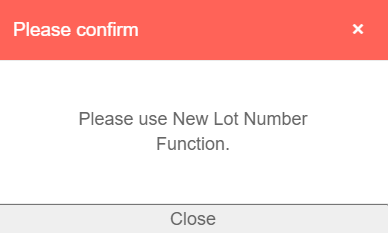 Please confirm ×
Please use New Lot Number
Function.
Close